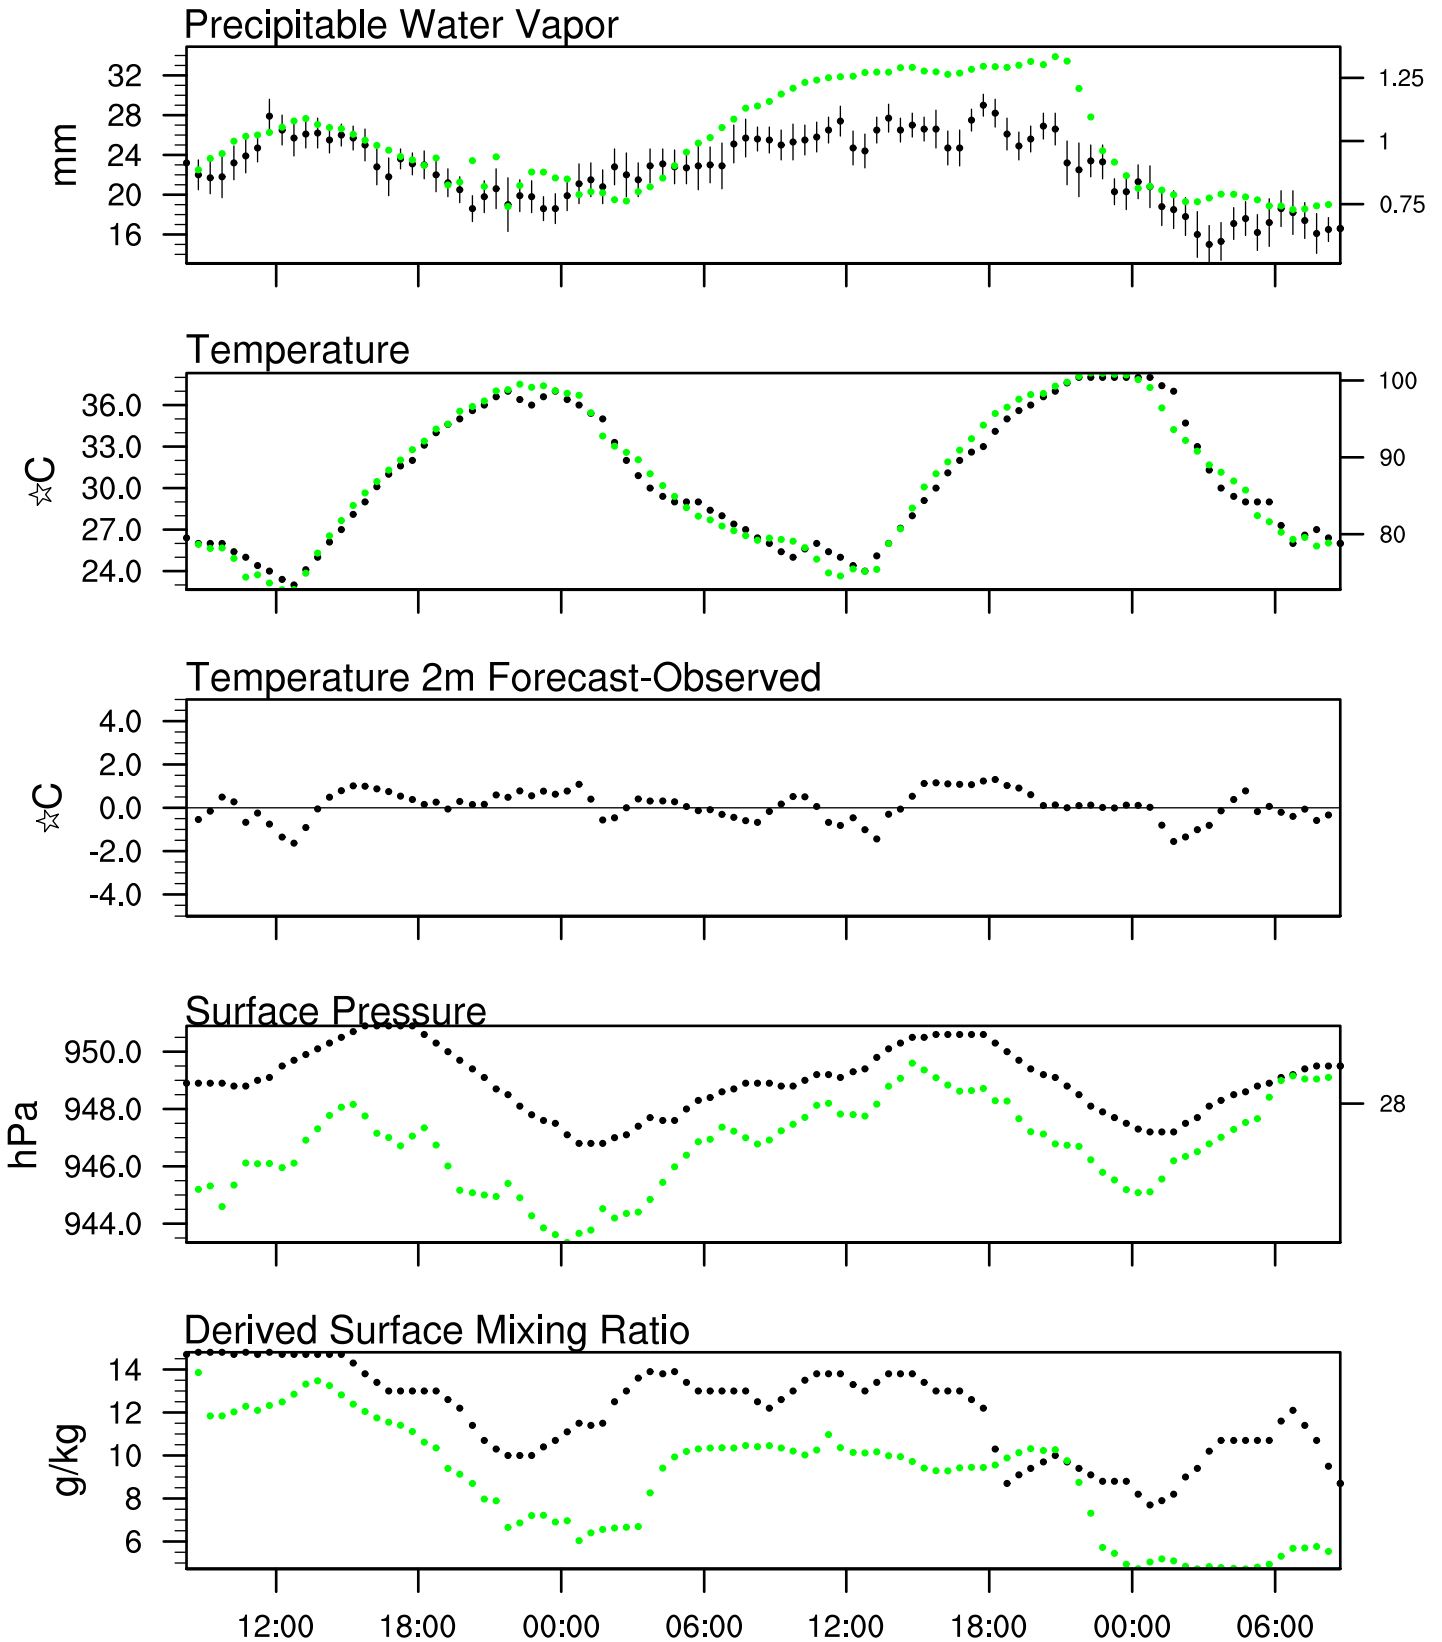 Precipitable Water Vapor
32
28
24
20
16
mm
1.25
1
0.75
Temperature
36.0
33.0
30.0
27.0
24.0
☆C
100
90
80
Temperature 2m Forecast-Observed
4.0
2.0
0.0
-2.0
-4.0
☆C
Surface Pressure
950.0
948.0
946.0
944.0
hPa
28
Derived Surface Mixing Ratio
14
12
10
8
6
g/kg
12:00 18:00 00:00 06:00 12:00 18:00 00:00 06:00